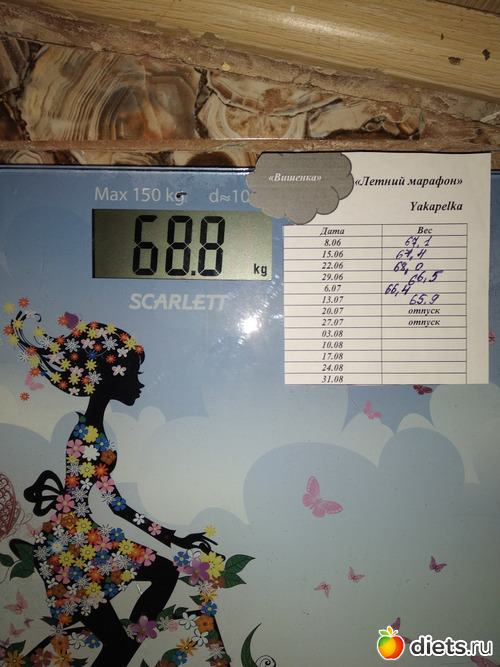 Max 150 kg d≈10
68.8 kg
SCARLETT
«Вишенка»
«Летний марафон»
Yakapelka
Дата Вес
8.06 67,1
15.06 67,4
22.06 68,0
29.06 66,5
6.07 66,4
13.07 65,9
20.07 отпуск
27.07 отпуск
03.08
10.08
17.08
24.08
31.08
diets.ru